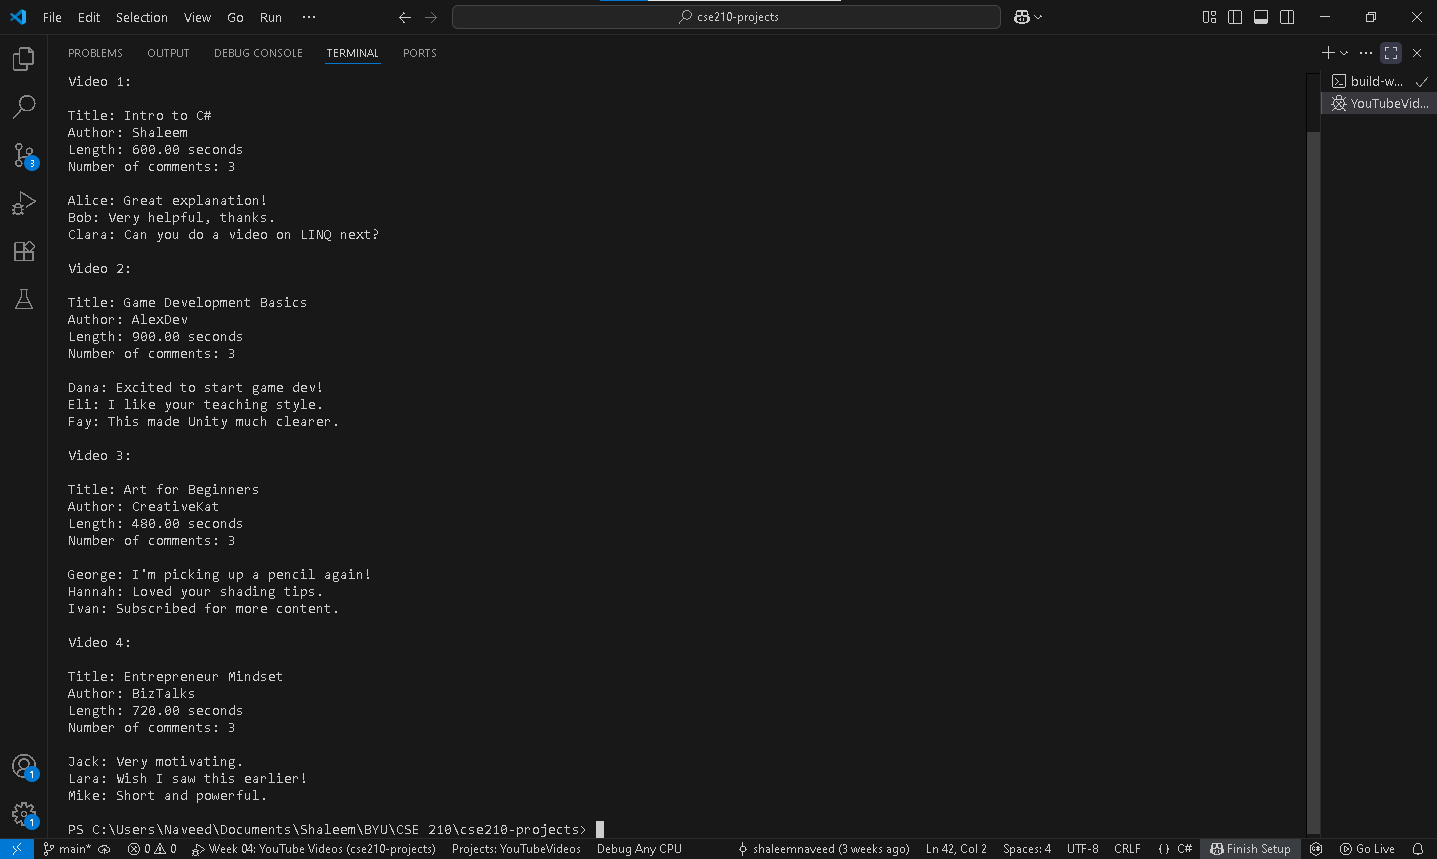 File Edit Selection View Go Run ··· cse210-projects
PROBLEMS OUTPUT DEBUG CONSOLE TERMINAL PORTS
build-w...
YouTubeVid...
Video 1:
Title: Intro to C#
Author: Shaleem
Length: 600.00 seconds
Number of comments: 3
Alice: Great explanation!
Bob: Very helpful, thanks.
Clara: Can you do a video on LINQ next?
Video 2:
Title: Game Development Basics
Author: AlexDev
Length: 900.00 seconds
Number of comments: 3
Dana: Excited to start game dev!
Eli: I like your teaching style.
Fay: This made Unity much clearer.
Video 3:
Title: Art for Beginners
Author: CreativeKat
Length: 480.00 seconds
Number of comments: 3
George: I'm picking up a pencil again!
Hannah: Loved your shading tips.
Ivan: Subscribed for more content.
Video 4:
Title: Entrepreneur Mindset
Author: BizTalks
Length: 720.00 seconds
Number of comments: 3
Jack: Very motivating.
Lara: Wish I saw this earlier!
Mike: Short and powerful.
PS C:\Users\Naveed\Documents\Shaleem\BYU\CSE 210\cse210-projects>
3
1
1
main* 0 0 Week 04: YouTube Videos (cse210-projects) Projects: YouTubeVideos Debug Any CPU shaleemnaveed (3 weeks ago) Ln 42, Col 2 Spaces: 4 UTF-8 CRLF {} C# Finish Setup Go Live